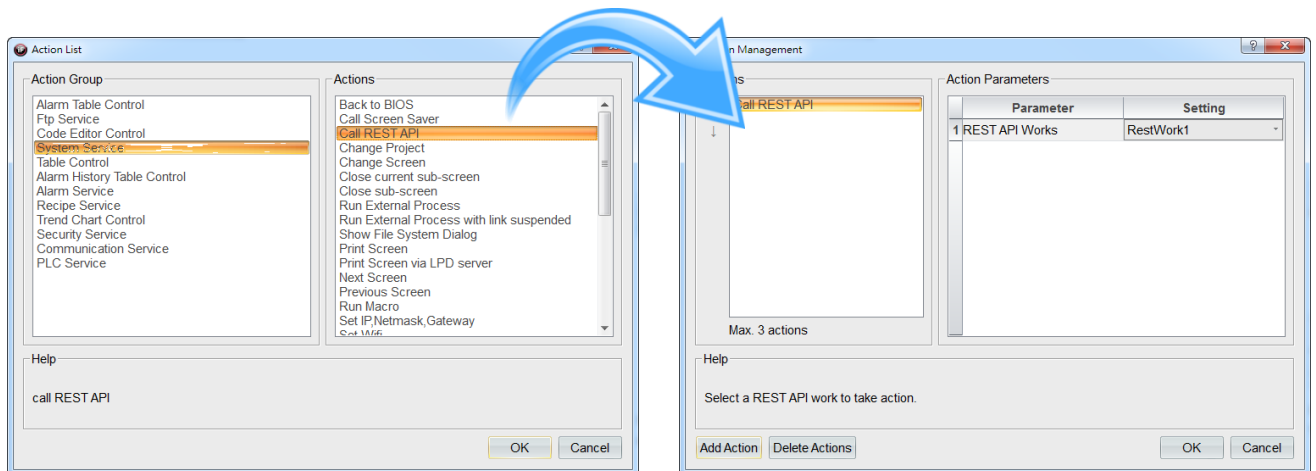 Action List
Action Group
Alarm Table Control
Ftp Service
Code Editor Control
System Service
Table Control
Alarm History Table Control
Alarm Service
Recipe Service
Trend Chart Control
Security Service
Communication Service
PLC Service
Actions
Back to BIOS
Call Screen Saver
Call REST API
Change Project
Change Screen
Close current sub-screen
Close sub-screen
Run External Process
Run External Process with link suspended
Show File System Dialog
Print Screen
Print Screen via LPD server
Next Screen
Previous Screen
Run Macro
Set IP,Netmask,Gateway
Set Wifi
Help
call REST API
OK Cancel
Management
Call REST API
↓
Max. 3 actions
Action Parameters
Parameter Setting
1 REST API Works RestWork1
Help
Select a REST API work to take action.
Add Action Delete Actions OK Cancel